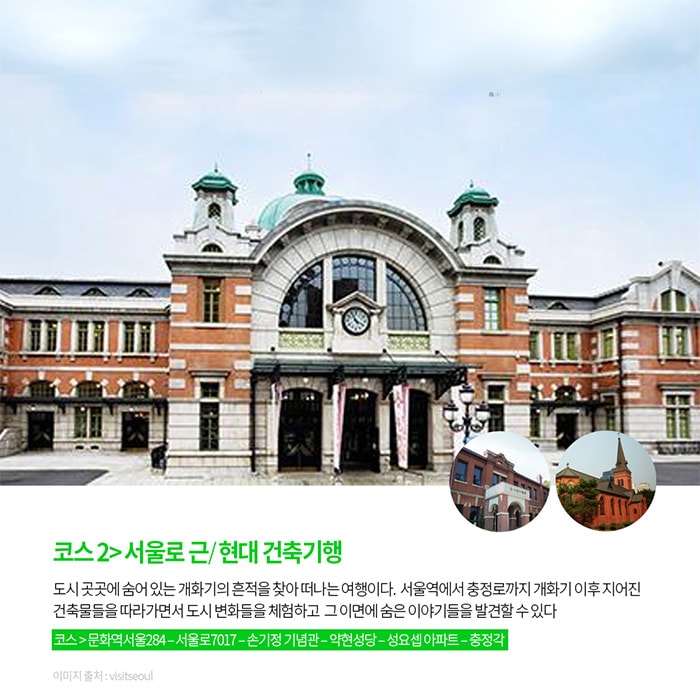 코스 2> 서울로 근/현대 건축기행
도시 곳곳에 숨어 있는 개화기의 흔적을 찾아 떠나는 여행이다. 서울역에서 충정로까지 개화기 이후 지어진
건축물들을 따라가면서 도시 변화들을 체험하고 그 이면에 숨은 이야기들을 발견할 수 있다
코스 > 문화역서울284 – 서울로7017 – 손기정 기념관 – 약현성당 – 성요셉 아파트 – 충정각
이미지 출처 : visitseoul